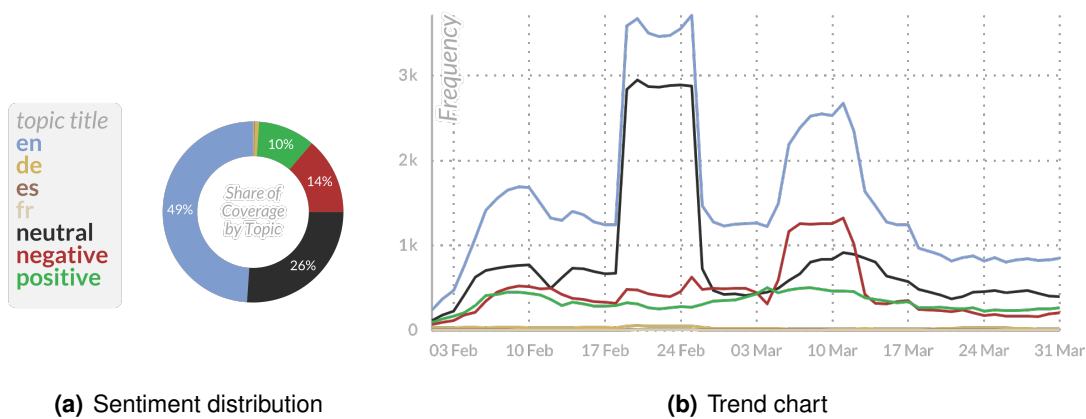 topic title
en
de
es
fr
neutral
negative
positive
10%
14%
49%
26%
Share of
Coverage
by Topic
Frequency
3k
2k
1k
0
03 Feb
10 Feb
17 Feb
24 Feb
03 Mar
10 Mar
17 Mar
24 Mar
31 Mar
(a) Sentiment distribution
(b) Trend chart